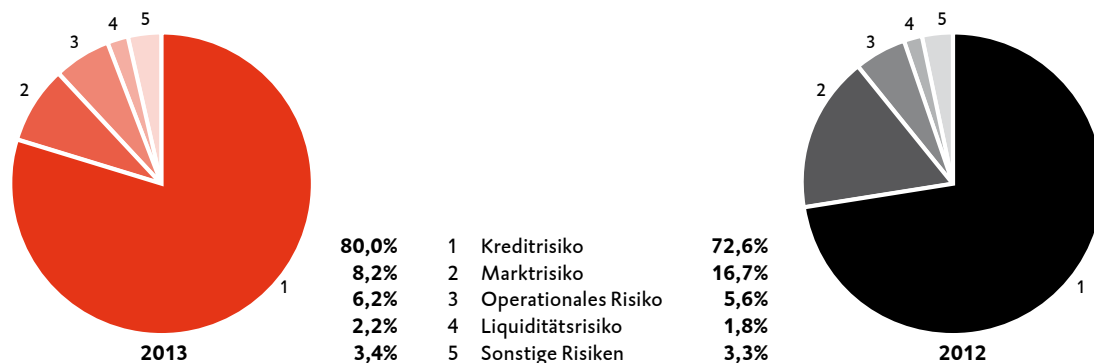 4 5
3
2
1
4 5
3
2
1
80,0% 1 Kreditrisiko 72,6%
8,2% 2 Marktrisiko 16,7%
6,2% 3 Operationales Risiko 5,6%
2,2% 4 Liquiditätsrisiko 1,8%
3,4% 5 Sonstige Risiken 3,3%
2013 2012